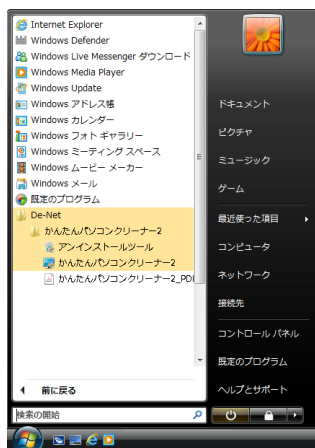 Internet Explorer
Windows Defender
Windows Live Messenger ダウンロード
Windows Media Player
Windows Update
Windows アドレス帳
Windows カレンダー
Windows フォト ギャラリー
Windows ミーティング スペース
Windows ムービー メーカー
Windows メール
既定のプログラム
De-Net
かんたんパソコンクリーナー2
アンインストールツール
かんたんパソコンクリーナー2
かんたんパソコンクリーナー2_PD
前に戻る
検索の開始
ドキュメント
ピクチャ
ミュージック
ゲーム
最近使った項目
コンピュータ
ネットワーク
接続先
コントロール パネル
既定のプログラム
ヘルプとサポート